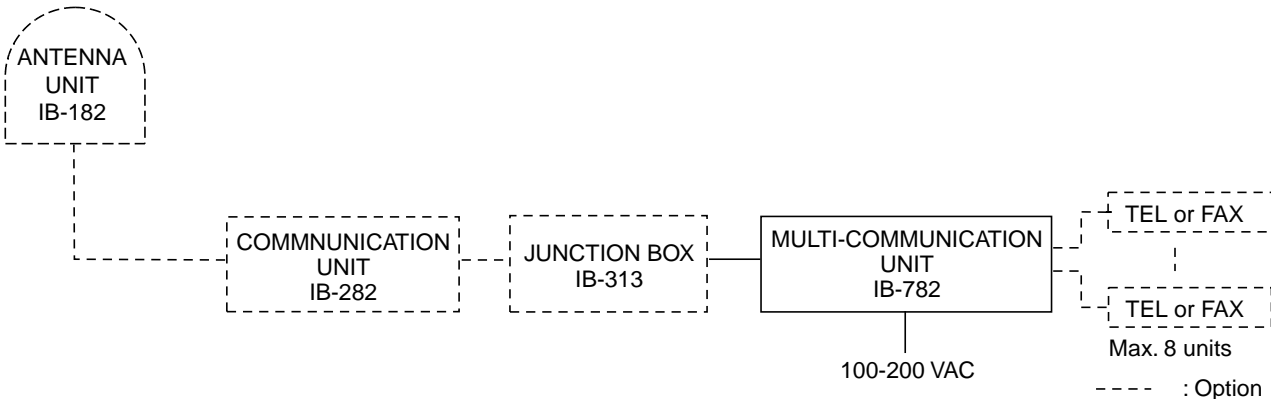 ANTENNA
UNIT
IB-182
COMMNUNICATION
UNIT
IB-282
JUNCTION BOX
IB-313
MULTI-COMMUNICATION
UNIT
IB-782
100-200 VAC
TEL or FAX
TEL or FAX
Max. 8 units
: Option